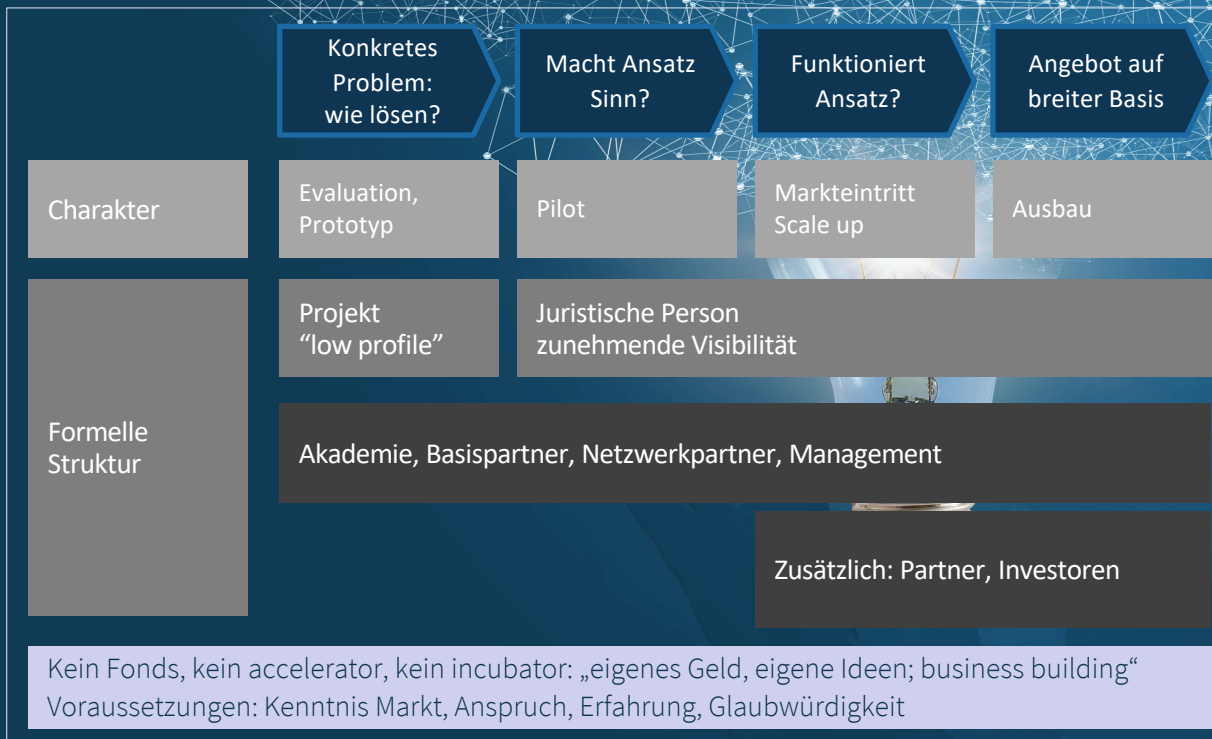 Konkretes
Problem:
wie lösen?
Macht Ansatz
Sinn?
Funktioniert
Ansatz?
Angebot auf
breiter Basis
Charakter
Evaluation,
Prototyp
Pilot
Markteintritt
Scale up
Ausbau
Formelle
Struktur
Projekt
“low profile”
Juristische Person
zunehmende Visibilität
Akademie, Basispartner, Netzwerkpartner, Management
Zusätzlich: Partner, Investoren
Kein Fonds, kein accelerator, kein incubator: „eigenes Geld, eigene Ideen; business building“
Voraussetzungen: Kenntnis Markt, Anspruch, Erfahrung, Glaubwürdigkeit